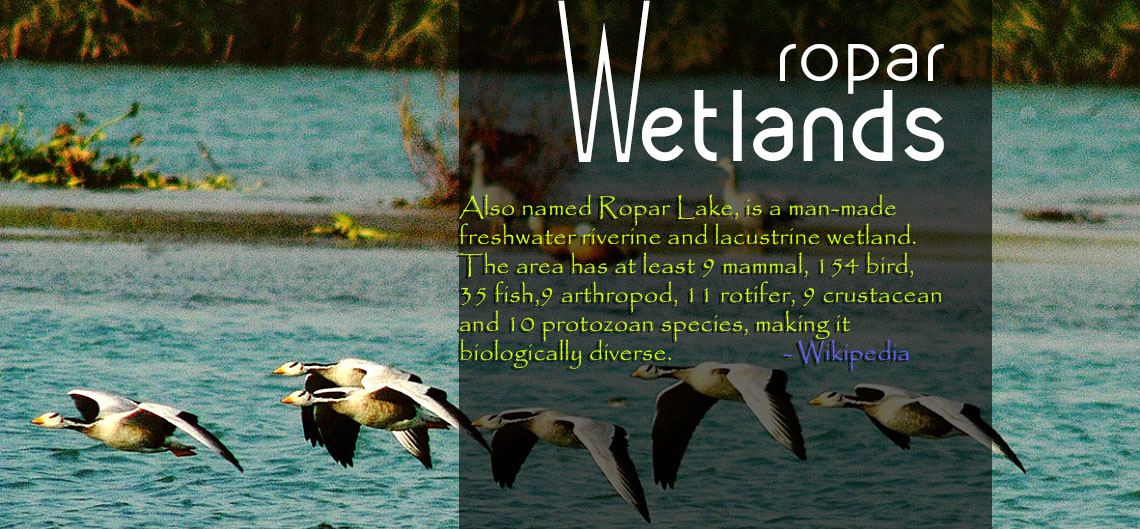 ropar
Wetlands
Also named Ropar Lake, is a man-made
freshwater riverine and lacustrine wetland.
The area has at least 9 mammal, 154 bird,
35 fish,9 arthropod, 11 rotifer, 9 crustacean
and 10 protozoan species, making it
biologically diverse. - Wikipedia